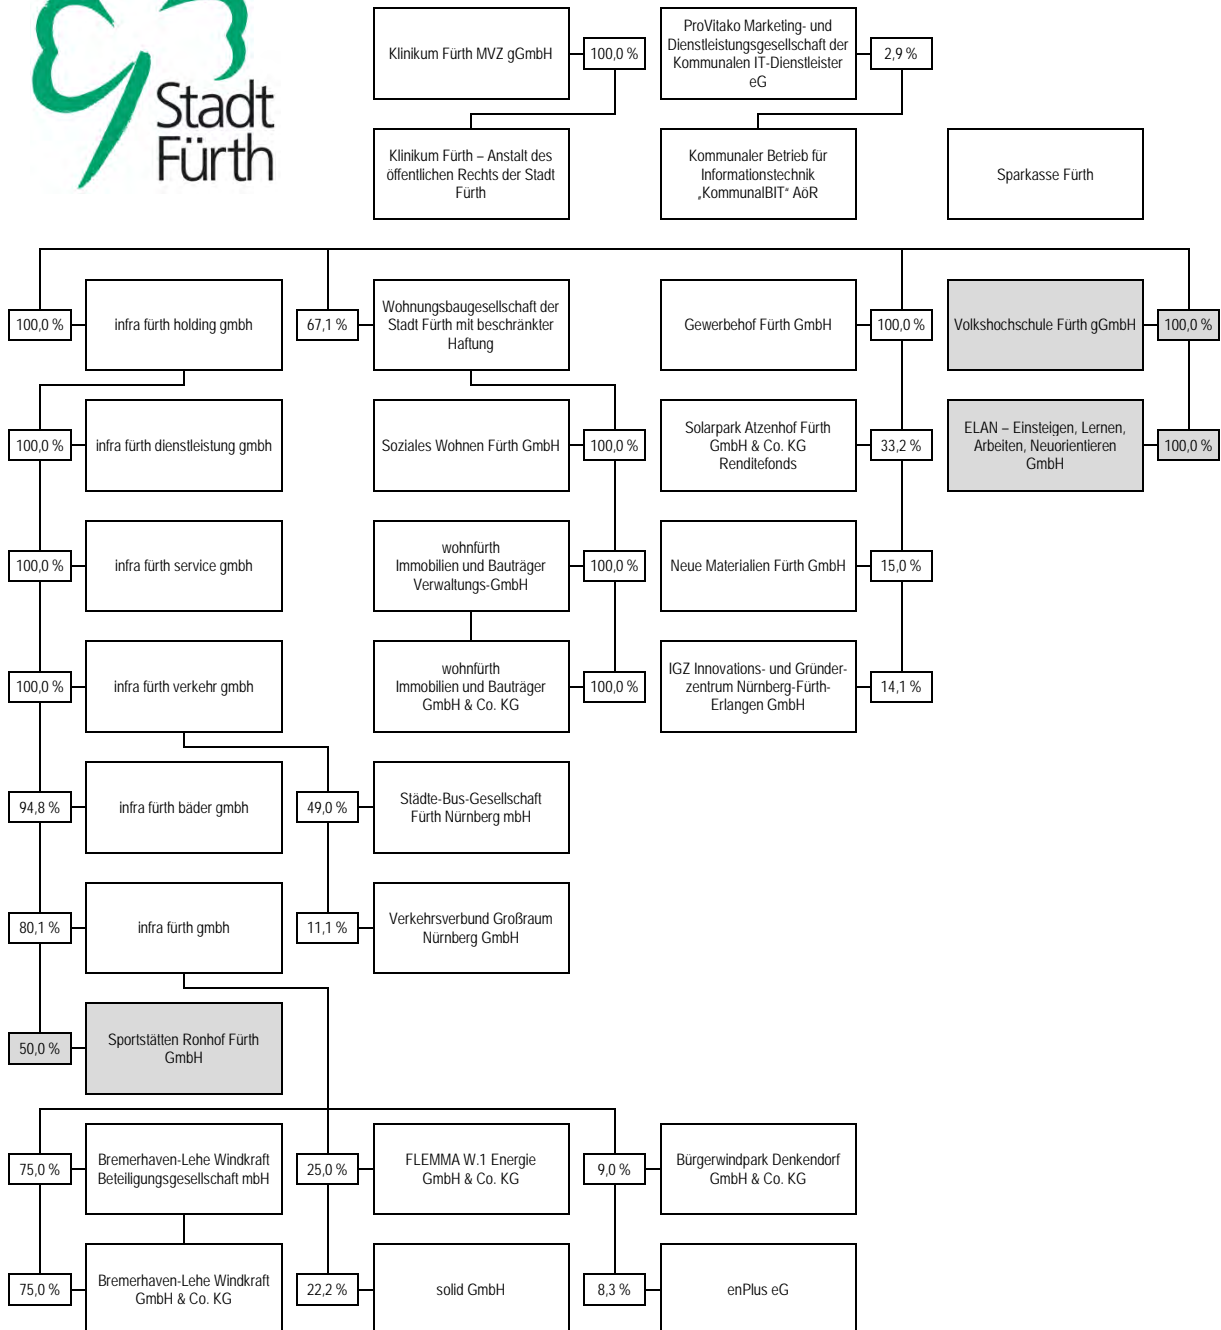 Stadt
Fürth
Klinikum Fürth MVZ gGmbH
100,0 %
ProVitako Marketing- und
Dienstleistungsgesellschaft der
Kommunalen IT-Dienstleister
eG
2,9 %
Klinikum Fürth – Anstalt des
öffentlichen Rechts der Stadt
Fürth
Kommunaler Betrieb für
Informationstechnik
„KommunalBIT“ AöR
Sparkasse Fürth
100,0 %
infra fürth holding gmbh
67,1 %
Wohnungsbaugesellschaft der
Stadt Fürth mit beschränkter
Haftung
Gewerbehof Fürth GmbH
100,0 %
Volkshochschule Fürth gGmbH
100,0 %
100,0 %
infra fürth dienstleistung gmbh
Soziales Wohnen Fürth GmbH
100,0 %
Solarpark Atzenhof Fürth
GmbH & Co. KG
Renditefonds
33,2 %
ELAN – Einsteigen, Lernen,
Arbeiten, Neuorientieren
GmbH
100,0 %
100,0 %
infra fürth service gmbh
wohnfürth
Immobilien und Bauträger
Verwaltungs-GmbH
100,0 %
Neue Materialien Fürth GmbH
15,0 %
100,0 %
infra fürth verkehr gmbh
wohnfürth
Immobilien und Bauträger
GmbH & Co. KG
100,0 %
IGZ Innovations- und Gründer-
zentrum Nürnberg-Fürth-
Erlangen GmbH
14,1 %
94,8 %
infra fürth bäder gmbh
49,0 %
Städte-Bus-Gesellschaft
Fürth Nürnberg mbH
80,1 %
infra fürth gmbh
11,1 %
Verkehrsverbund Großraum
Nürnberg GmbH
50,0 %
Sportstätten Ronhof Fürth
GmbH
75,0 %
Bremerhaven-Lehe Windkraft
Beteiligungsgesellschaft mbH
25,0 %
FLEMMA W.1 Energie
GmbH & Co. KG
9,0 %
Bürgerwindpark Denkendorf
GmbH & Co. KG
75,0 %
Bremerhaven-Lehe Windkraft
GmbH & Co. KG
22,2 %
solid GmbH
8,3 %
enPlus eG